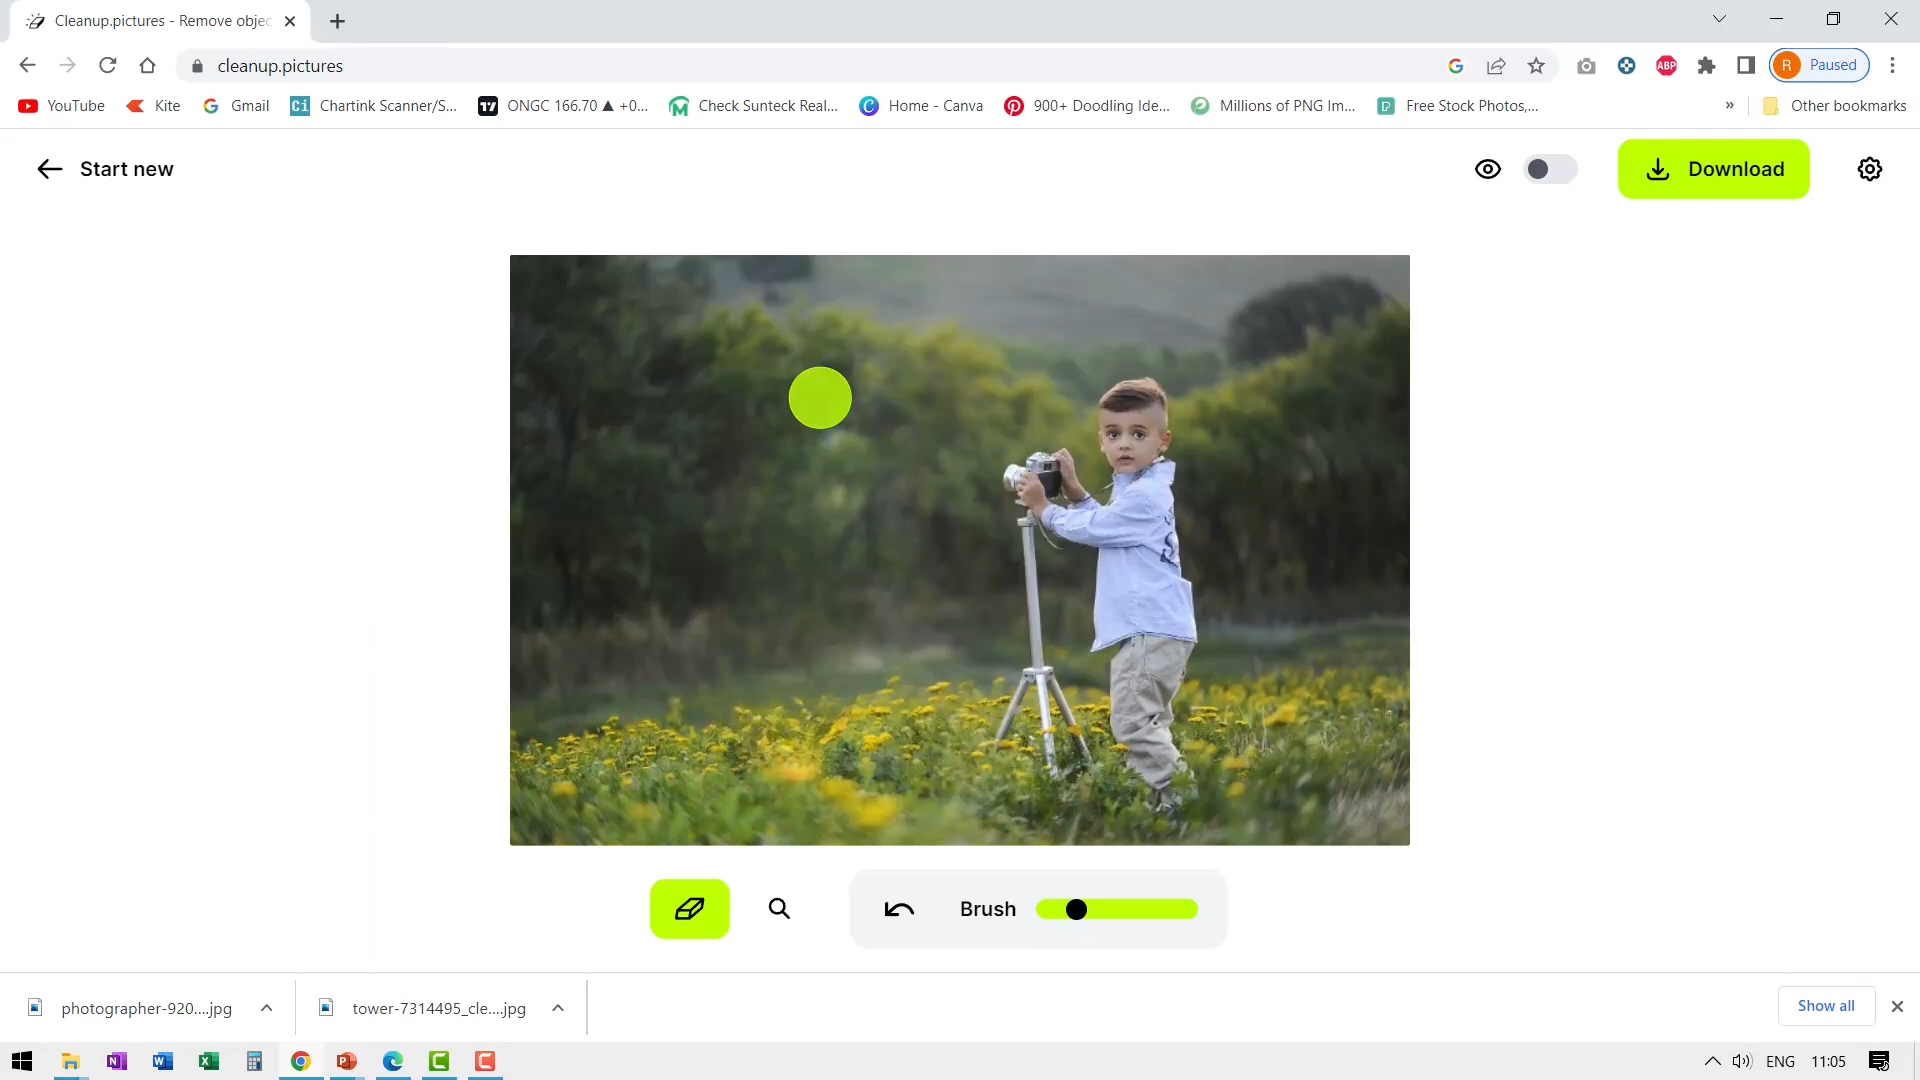 Cleanup.pictures - Remove objec
cleanup.pictures
R Paused
YouTube Kite Gmail Ci Chartink Scanner/S... ONGC 166.70 ▲ +0... Check Sunteck Real... Home - Canva 900+ Doodling Ide... Millions of PNG Im... Free Stock Photos,... » Other bookmarks
ABP
Start new
Download
Brush
photographer-920....jpg
tower-7314495_cle....jpg
Show all
ENG 11:05